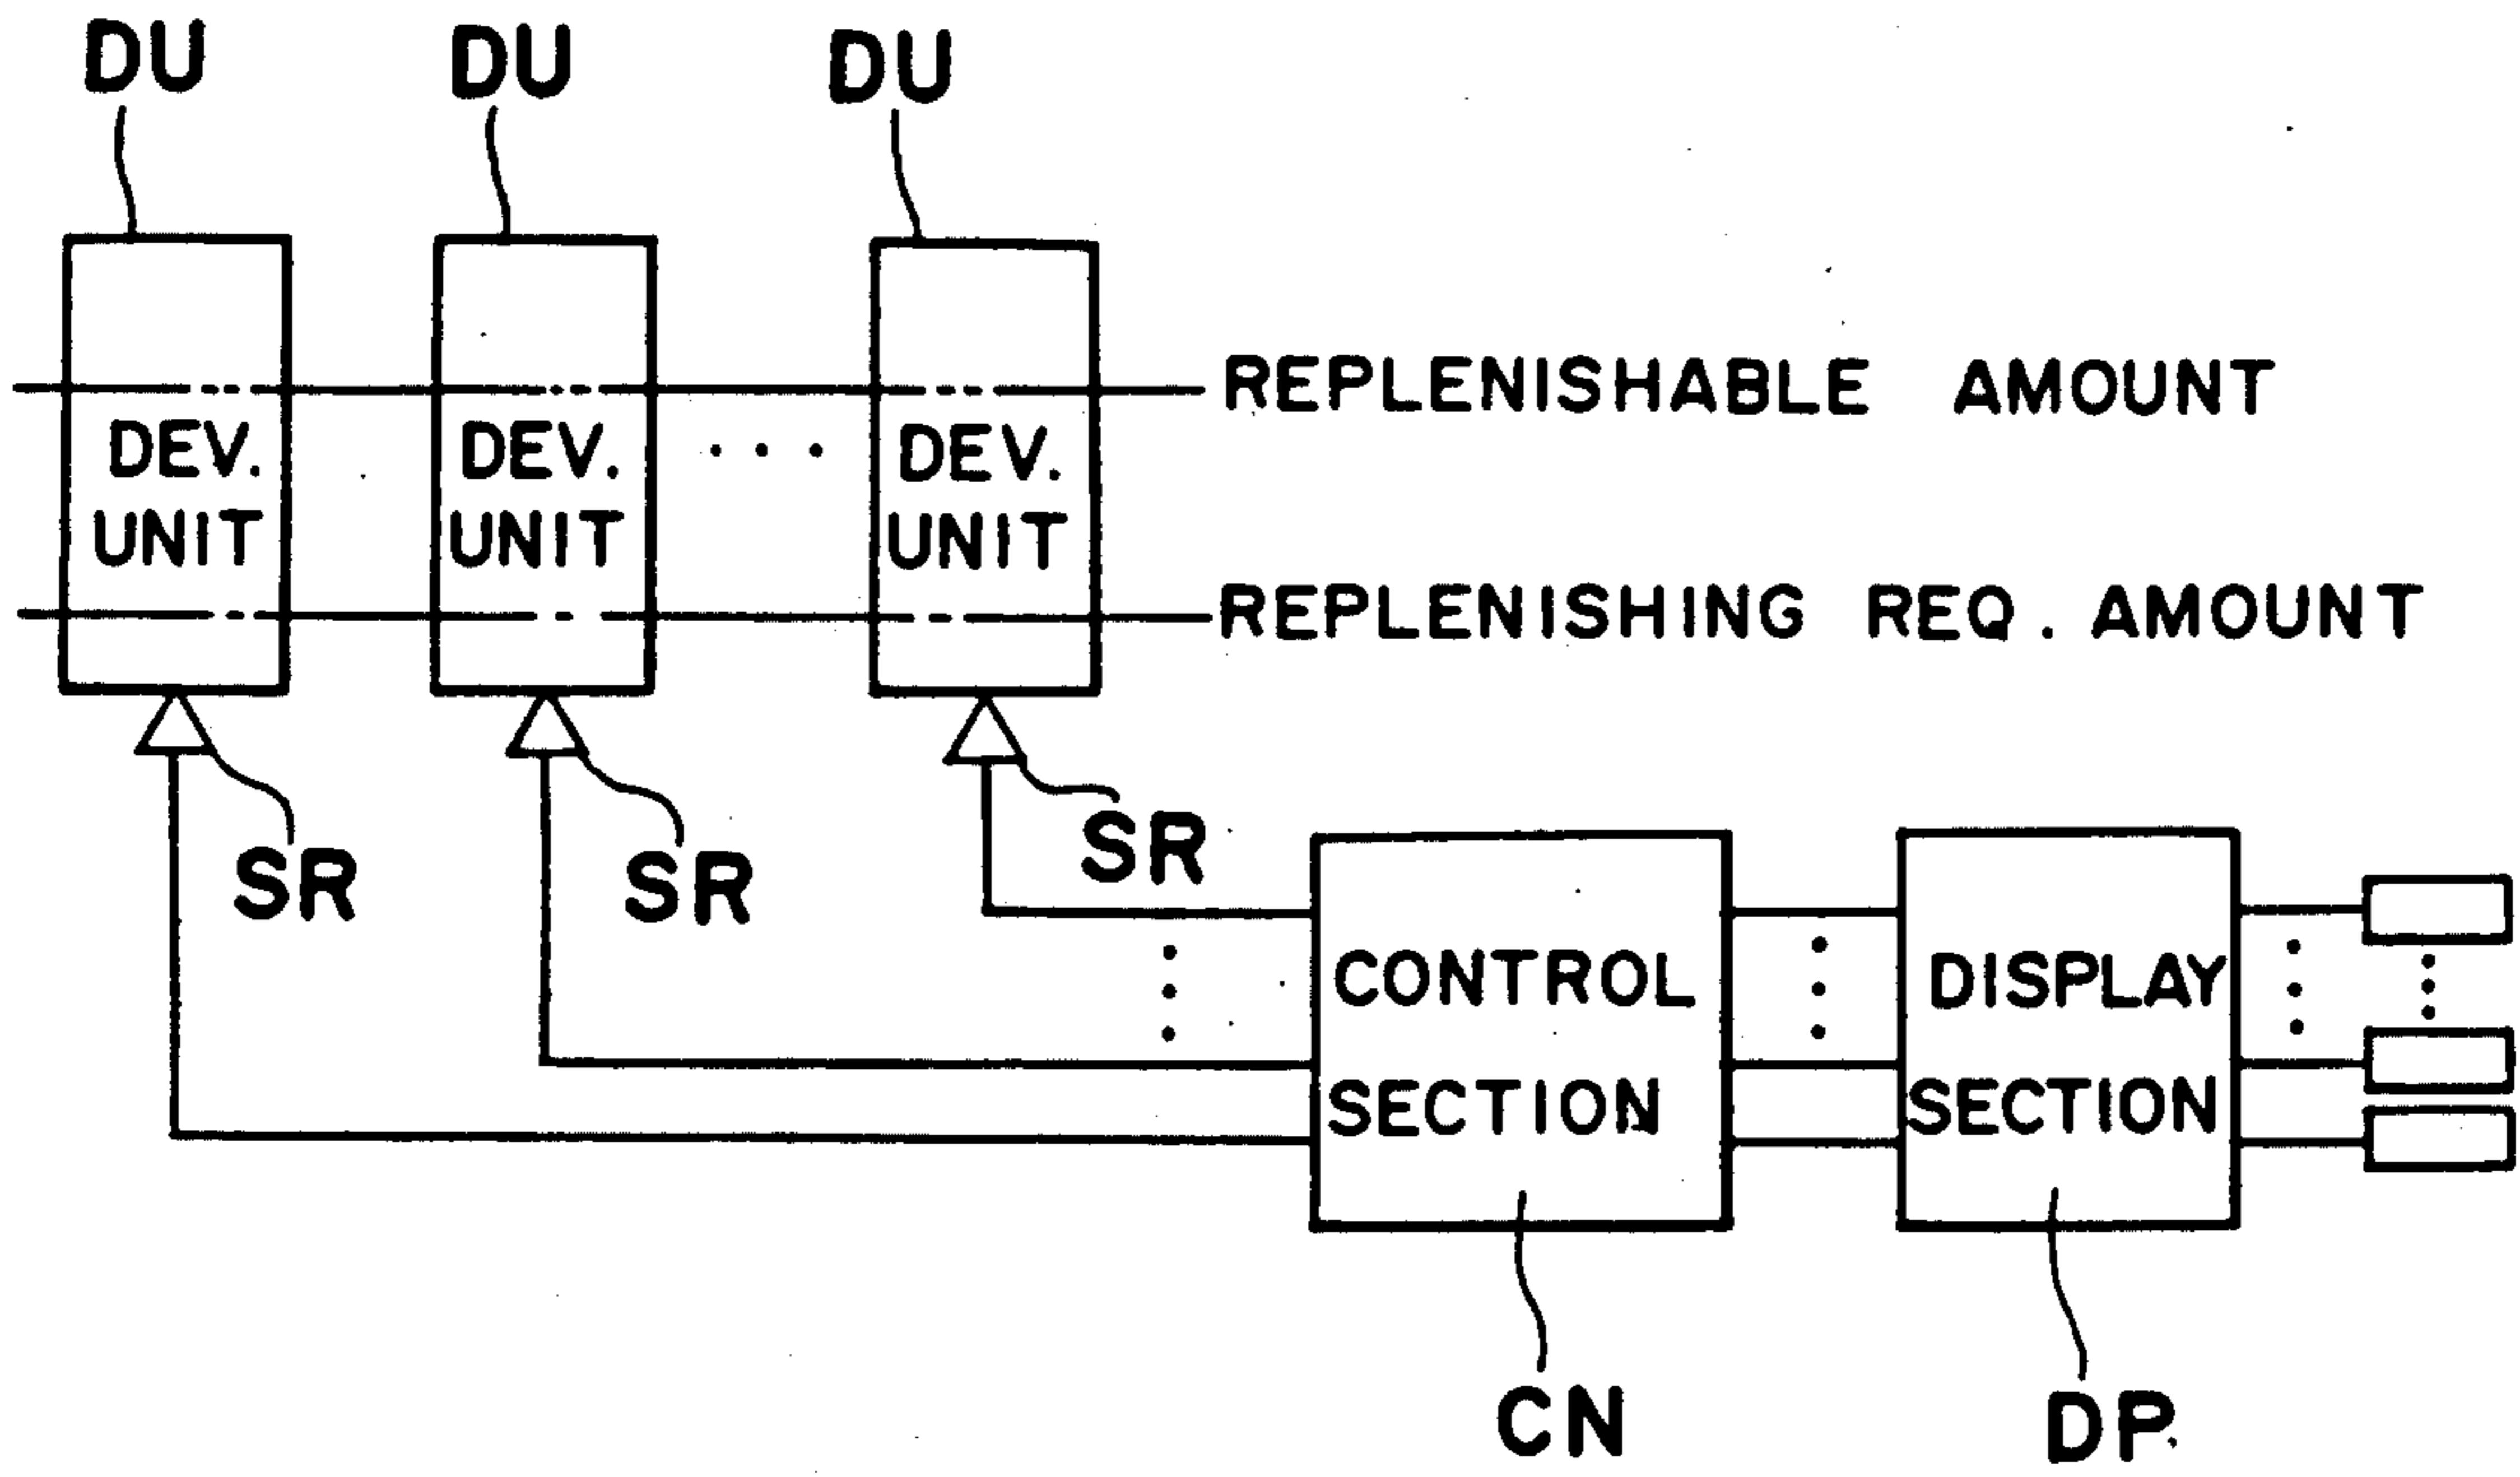 DU DU DU
REPLENISHABLE AMOUNT
DEV. UNIT
DEV. UNIT
DEV. UNIT
REPLENISHING REQ. AMOUNT
SR SR SR
CONTROL SECTION
DISPLAY SECTION
CN DP